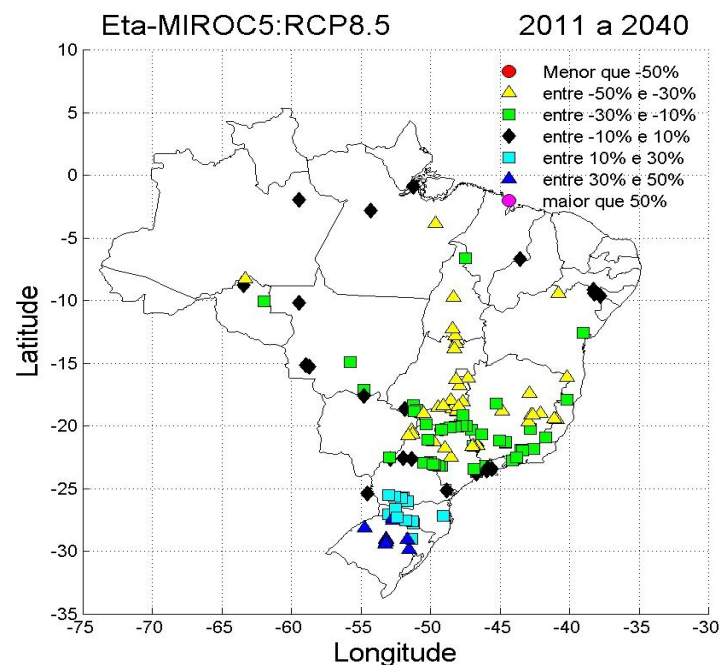 Eta-MIROC5:RCP8.5 2011 a 2040
Menor que -50%
entre -50% e -30%
entre -30% e -10%
entre -10% e 10%
entre 10% e 30%
entre 30% e 50%
maior que 50%
10
5
0
-5
-10
-15
-20
-25
-30
-35
Latitude
-75 -70 -65 -60 -55 -50 -45 -40 -35 -30
Longitude